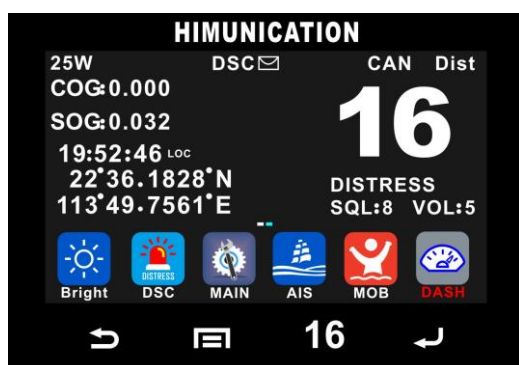 HIMUNICATION
25W DSC CAN Dist
COG:0.000
16
SOG:0.032
19:52:46 LOC
22°36.1828°N
DISTRESS
113°49.7561°E
SQL:8 VOL:5
DISTRESS
Bright DSC MAIN AIS MOB DASH
16